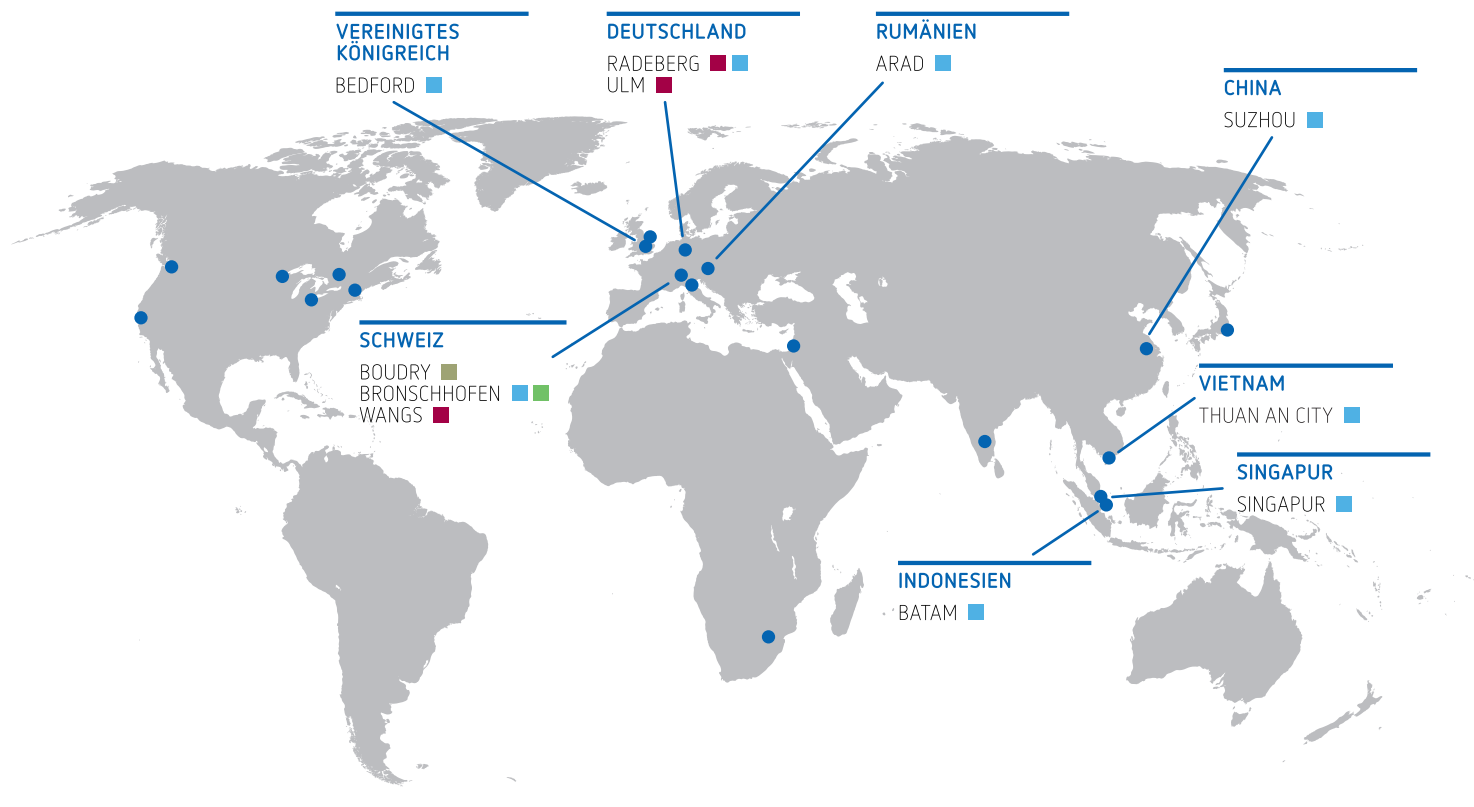 VEREINIGTES
KÖNIGREICH
BEDFORD
DEUTSCHLAND
RADEBERG
ULM
RUMÄNIEN
ARAD
CHINA
SUZHOU
SCHWEIZ
BOUDRY
BRONSCHHOFEN
WANGS
VIETNAM
THUAN AN CITY
SINGAPUR
SINGAPUR
INDONESIEN
BATAM